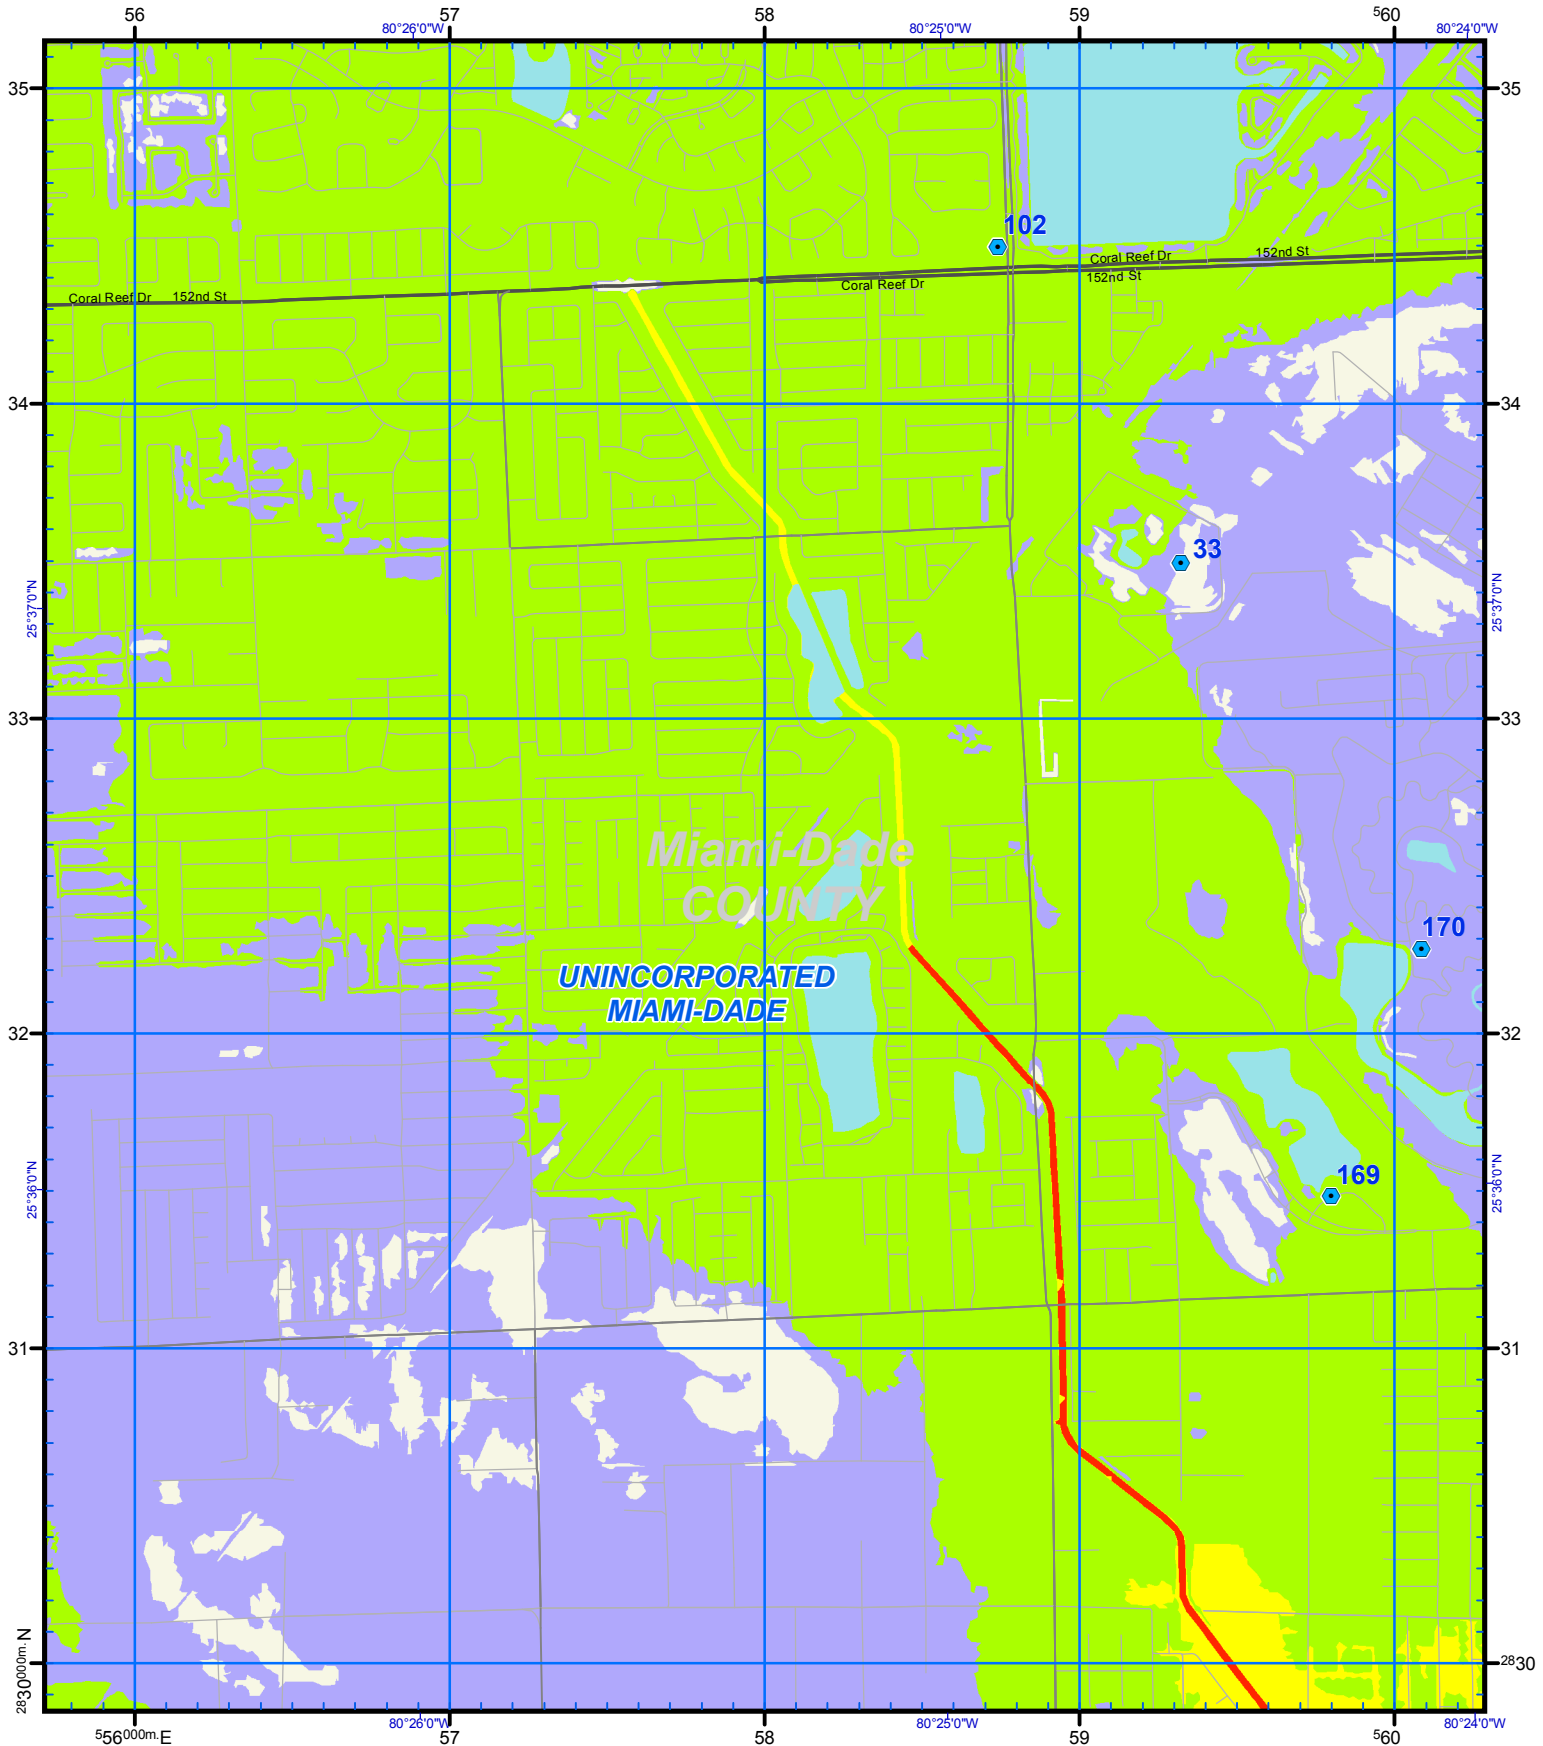 56 57 58 59 560
80°26'0"W 80°25'0"W 80°24'0"W
35 35
102
Coral Reef Dr 152nd St
Coral Reef Dr 152nd St
Coral Reef Dr 152nd St
34 34
33
25°37'0"N 25°37'0"N
33 33
Miami-Dade
COUNTY
170
UNINCORPORATED
MIAMI-DADE
32 32
25°36'0"N 25°36'0"N
169
31 31
2830000m. N 2830
80°26'0"W 80°25'0"W 80°24'0"W
556000m. E 57 58 59 560